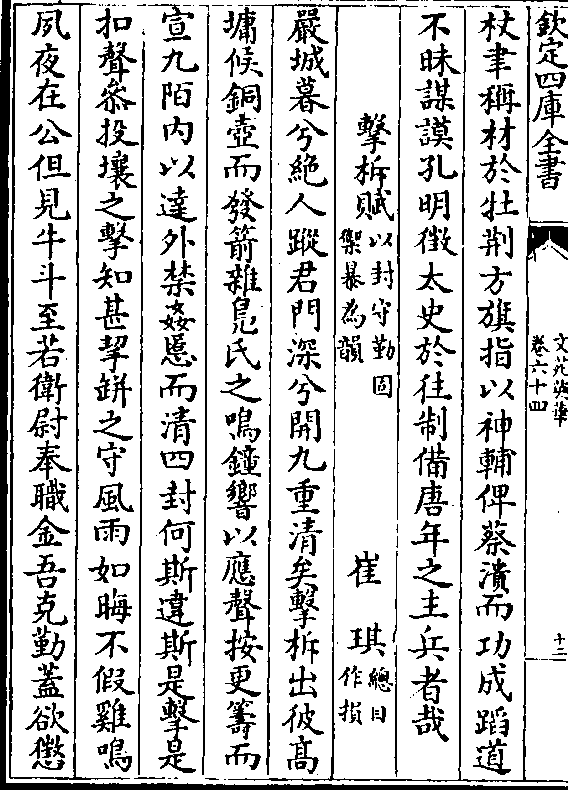 欽定四庫全書
文苑英華
卷六十四
十二
杖聿稱材於牡荆方旗指以神輔俾蔡潰而功成蹈道
不昧謀謨孔明徴太史於往制備唐年之主兵者哉
擊柝賦以封守勤固禦暴為韻
崔琪總目作損
嚴城暮兮絶人蹤君門深兮開九重清矣擊柝出彼高
墉候銅壺而發箭雜鳧氏之鳴鐘響以應聲按更籌而
宣九陌内以達外禁姦慝而清四封何斯違斯是擊是
扣聲叅投壤之擊知甚挈缾之守風雨如晦不假雞鳴
夙夜在公但見牛斗至若衛尉奉職金吾克勤蓋欲懲